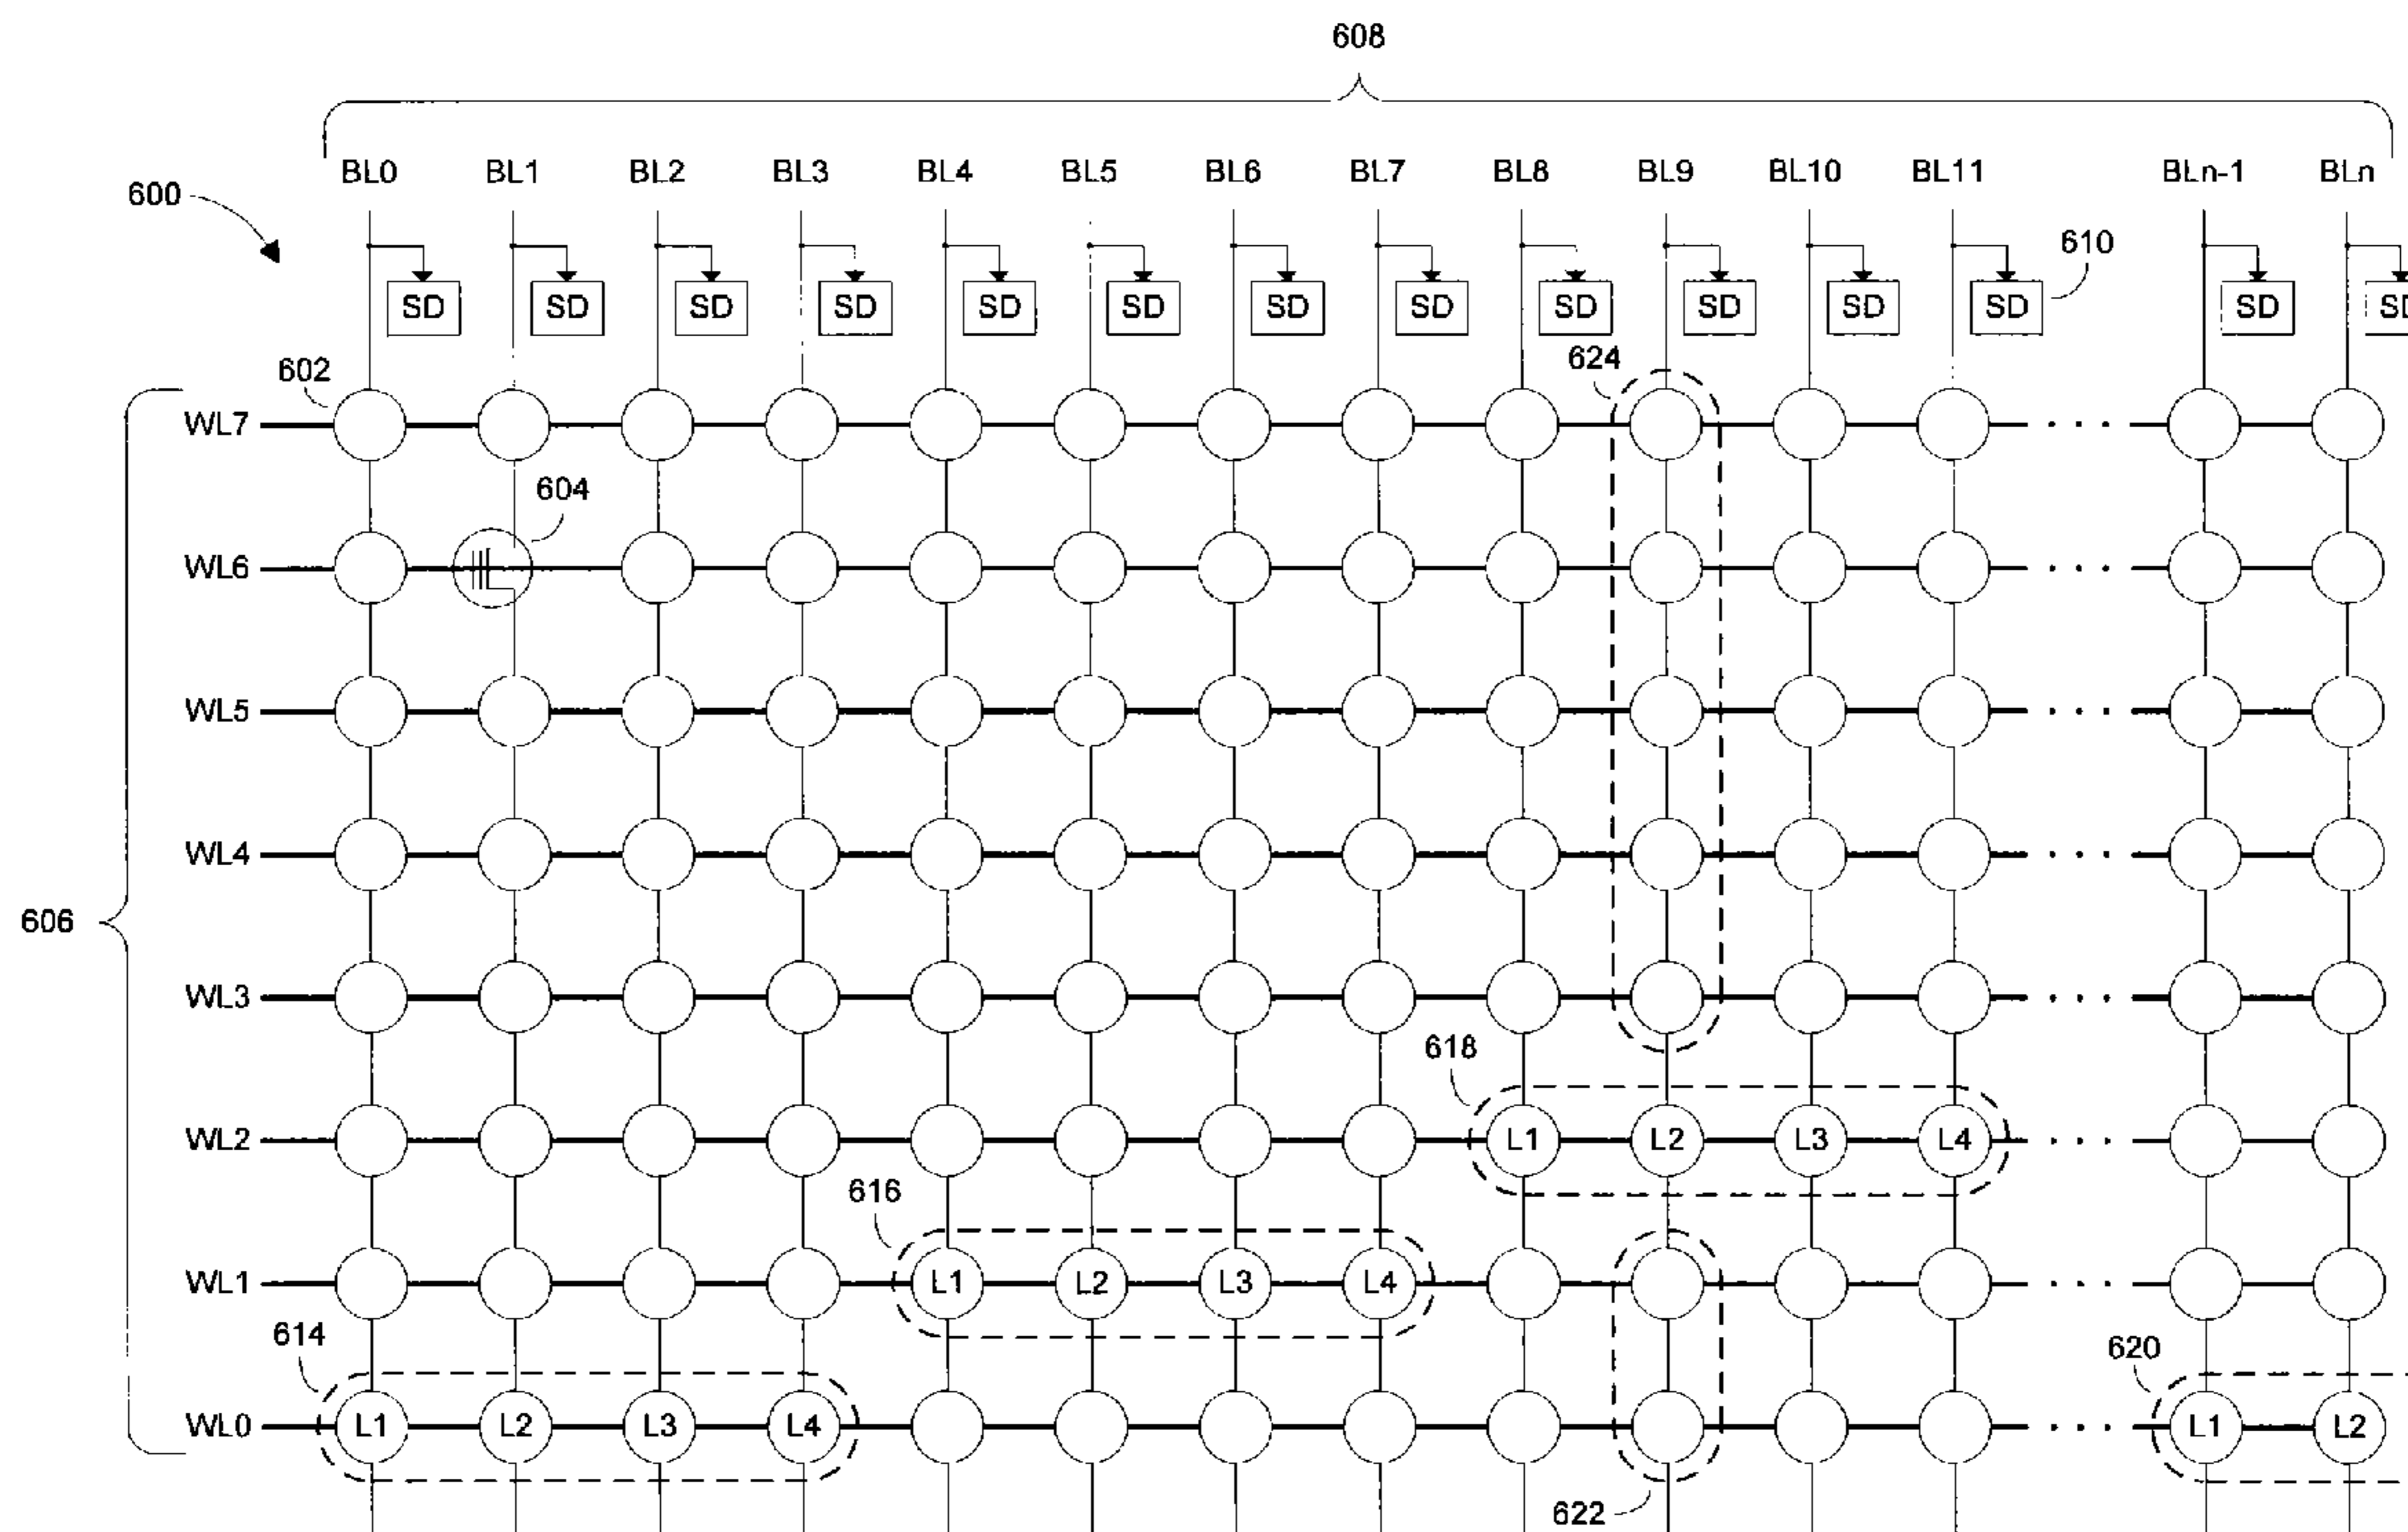 608
BL0 BL1 BL2 BL3 BL4 BL5 BL6 BL7 BL8 BL9 BL10 BL11 BLn-1 BLn
600
610
SD SD SD SD SD SD SD SD SD SD SD SD SD SD
624
602
WL7 . . .
604
WL6 . . .
WL5 . . .
WL4 . . .
606
WL3 . . .
618
WL2 L1 L2 L3 L4 . . .
616
WL1 L1 L2 L3 L4 . . .
614
620
WL0 L1 L2 L3 L4 . . . L1 L2
622